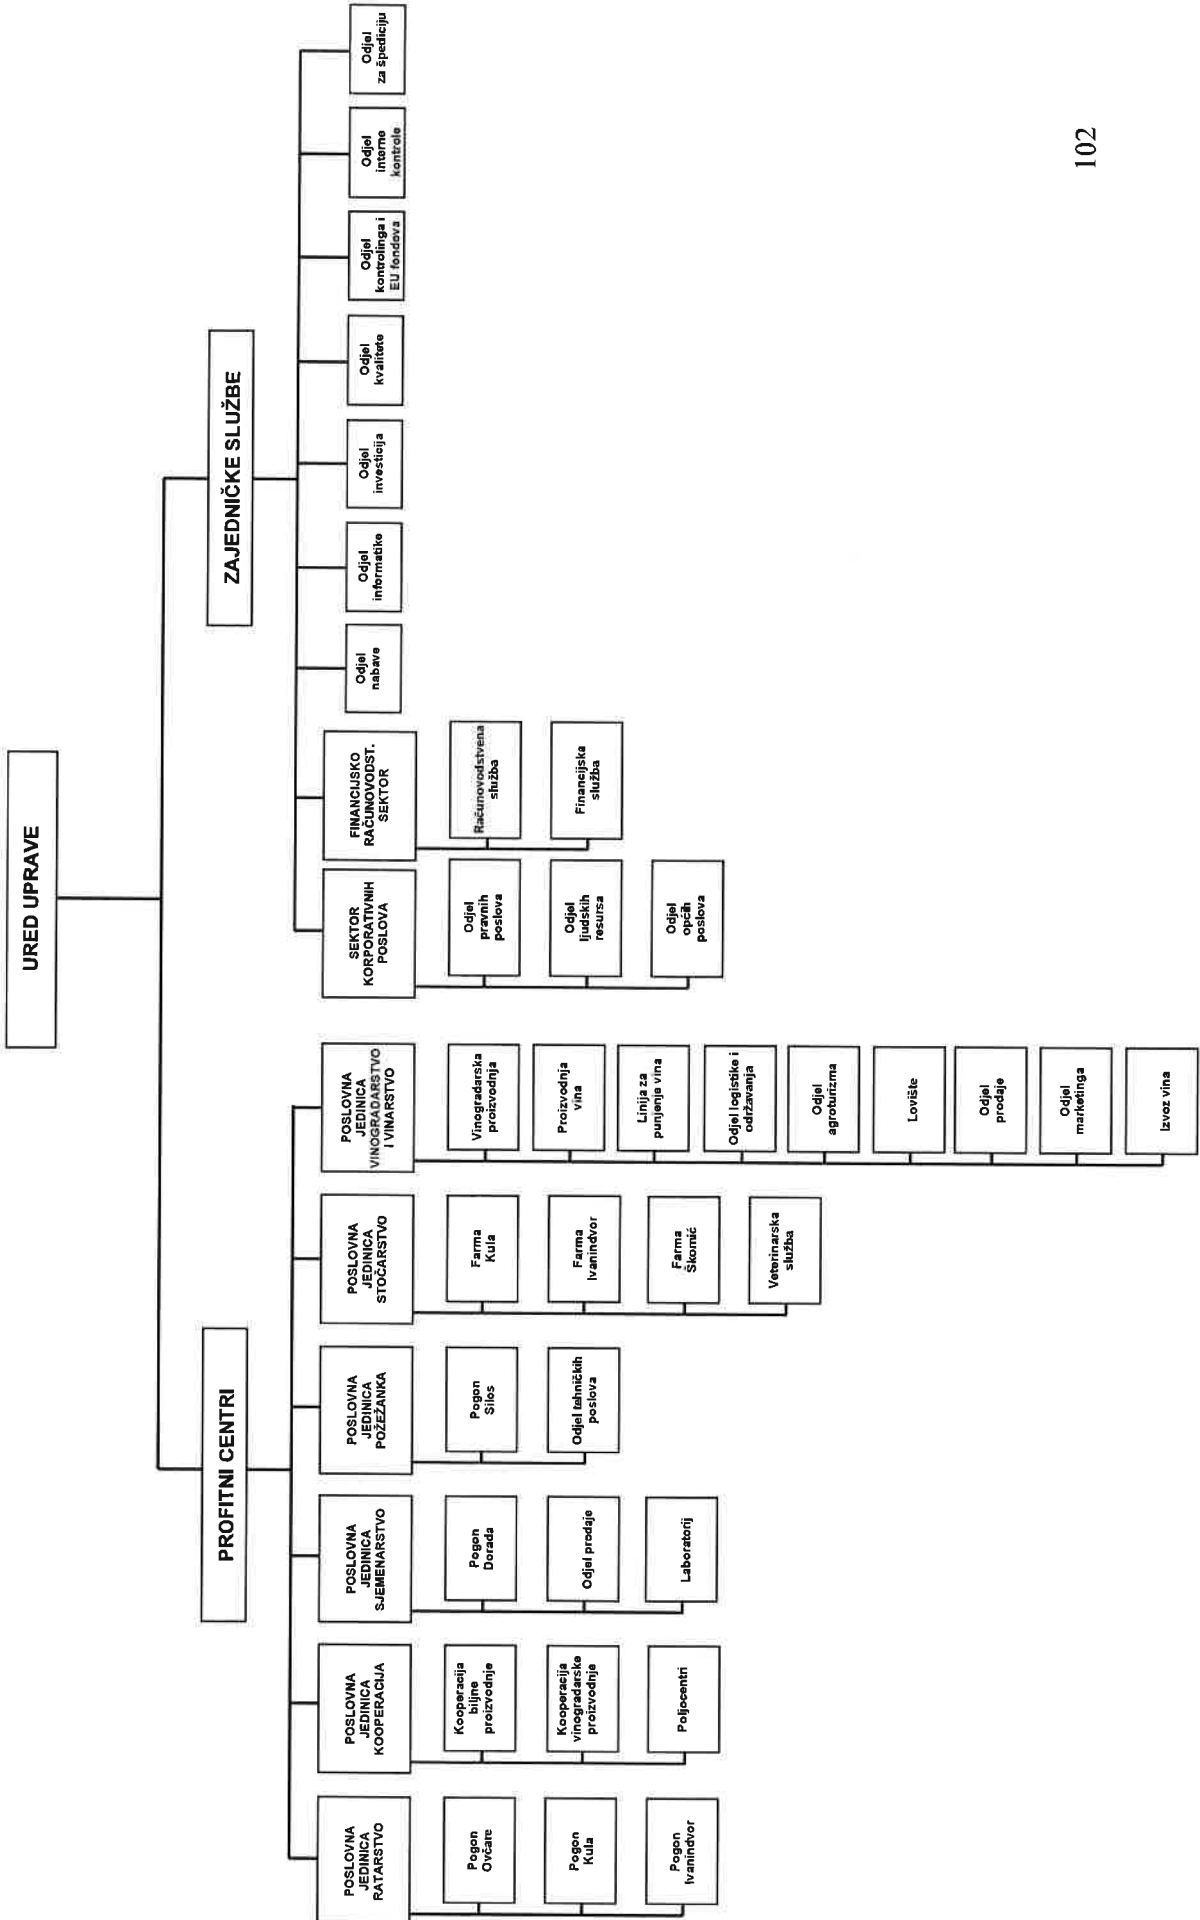 URED UPRAVE
PROFITNI CENTRI
ZAJEDNIČKE SLUŽBE
POSLOVNA
JEDINICA
RATARSTVO
Pogon
Ovčare
Pogon
Kula
Pogon
Ivanindvor
POSLOVNA
JEDINICA
KOOPERACIJA
Kooperacija
biljne
proizvodnje
Kooperacija
vinogradarske
proizvodnje
Poljocentri
POSLOVNA
JEDINICA
SJEMENARSTVO
Pogon
Dorada
Odjel prodaje
Laboratorij
POSLOVNA
JEDINICA
POŽEŽANKA
Pogon
Silos
Odjel tehničkih
poslova
POSLOVNA
JEDINICA
STOČARSTVO
Farma
Kula
Farma
Ivanindvor
Farma
Škomić
Veterinarska
služba
POSLOVNA
JEDINICA
VINOGRADARSTVO
I VINARSTVO
Vinogradarska
proizvodnja
Proizvodnja
vina
Linija za
punjenje vina
Odjel logistike i
održavanja
Odjel
agroturizma
Lovište
Odjel
prodaje
Odjel
marketinga
Izvoz vina
SEKTOR
KORPORATIVNIH
POSLOVA
Odjel
pravnih
poslova
Odjel
ljudskih
resursa
Odjel
općih
poslova
FINANCIJSKO
RAČUNOVODST.
SEKTOR
Računovodstvena
služba
Financijska
služba
Odjel
nabave
Odjel
informatike
Odjel
investicija
Odjel
kvalitete
Odjel
kontrolinga i
EU fondova
Odjel
interne
kontrole
Odjel
za špediciju
102